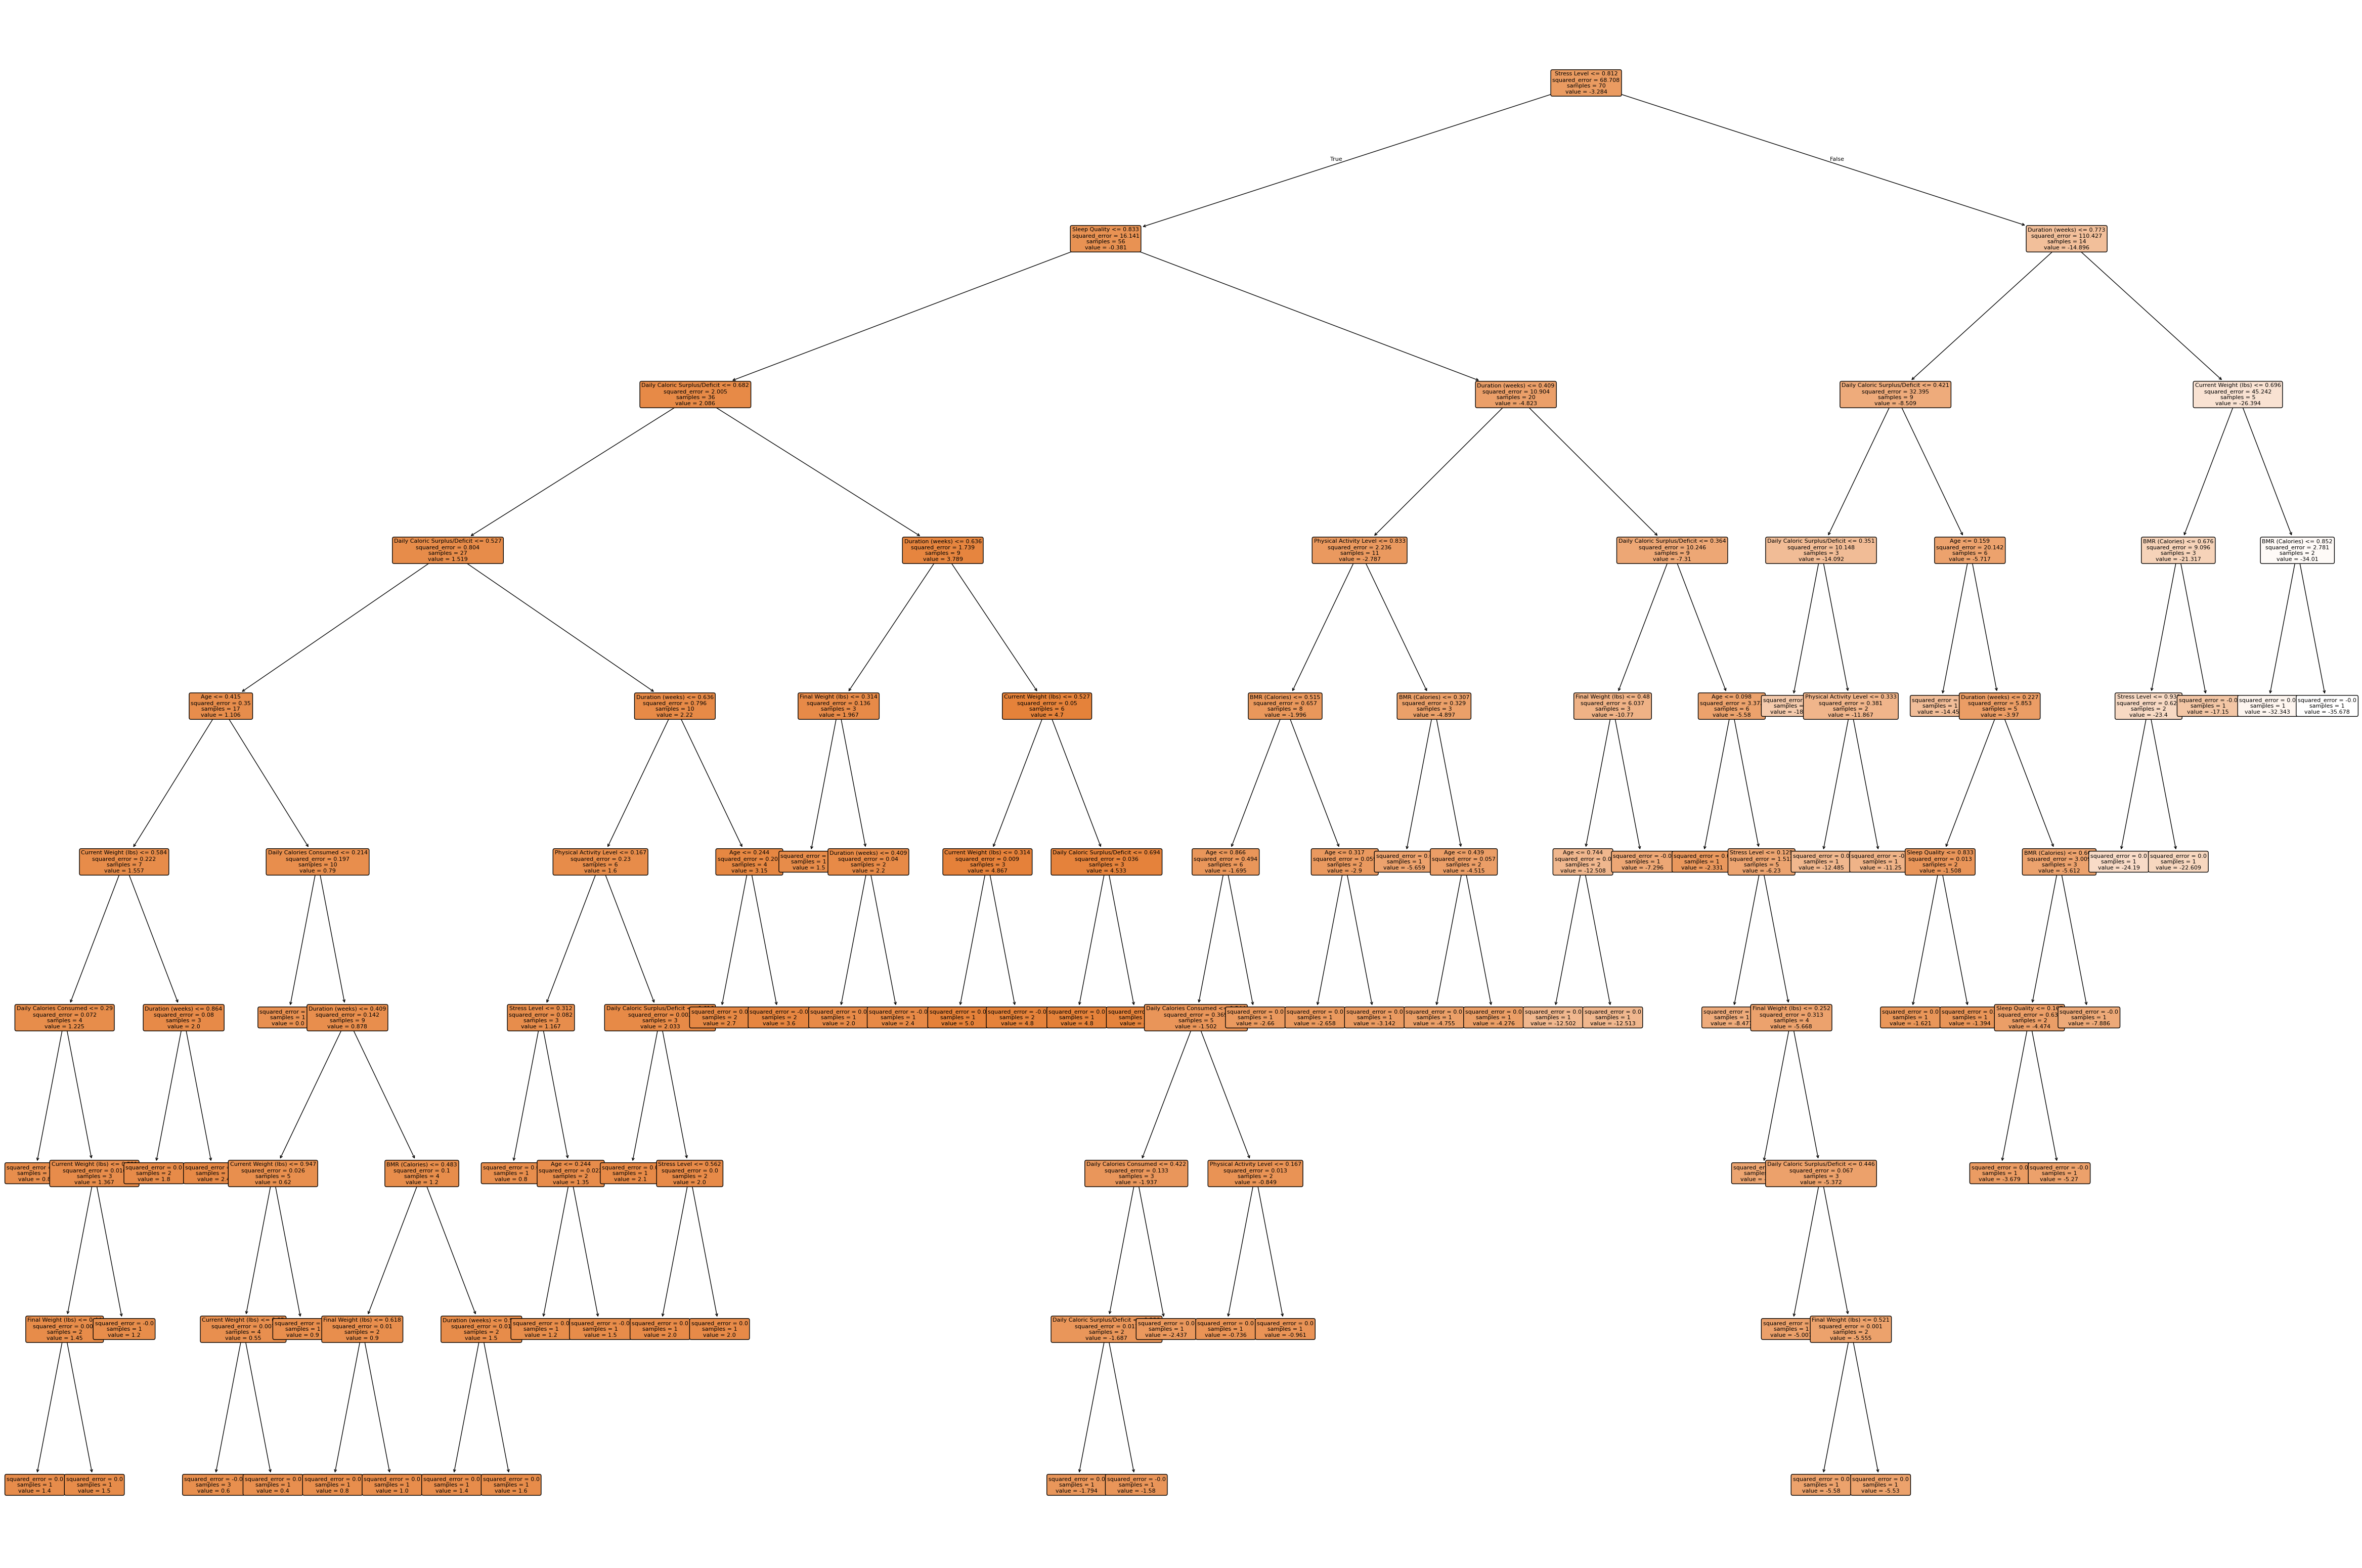 Stress Level <= 0.812
squared_error = 68.708
samples = 70
value = -3.284
True
False
Sleep Quality <= 0.833
squared_error = 16.141
samples = 56
value = -0.381
Duration (weeks) <= 0.773
squared_error = 110.427
samples = 14
value = -14.896
Daily Caloric Surplus/Deficit <= 0.682
squared_error = 2.005
samples = 36
value = 2.086
Duration (weeks) <= 0.409
squared_error = 10.904
samples = 20
value = -4.823
Daily Caloric Surplus/Deficit <= 0.421
squared_error = 32.395
samples = 9
value = -8.509
Current Weight (lbs) <= 0.696
squared_error = 45.242
samples = 5
value = -26.394
Daily Caloric Surplus/Deficit <= 0.527
squared_error = 0.804
samples = 27
value = 1.519
Duration (weeks) <= 0.636
squared_error = 1.739
samples = 9
value = 3.789
Physical Activity Level <= 0.833
squared_error = 2.236
samples = 11
value = -2.787
Daily Caloric Surplus/Deficit <= 0.364
squared_error = 10.246
samples = 9
value = -7.31
Daily Caloric Surplus/Deficit <= 0.351
squared_error = 10.148
samples = 3
value = -14.092
Age <= 0.159
squared_error = 20.142
samples = 6
value = -5.717
BMR (Calories) <= 0.676
squared_error = 9.096
samples = 3
value = -21.317
BMR (Calories) <= 0.852
squared_error = 2.781
samples = 2
value = -34.01
Age <= 0.415
squared_error = 0.35
samples = 17
value = 1.106
Duration (weeks) <= 0.636
squared_error = 0.796
samples = 10
value = 2.22
Final Weight (lbs) <= 0.314
squared_error = 0.136
samples = 3
value = 1.967
Current Weight (lbs) <= 0.527
squared_error = 0.05
samples = 6
value = 4.7
BMR (Calories) <= 0.515
squared_error = 0.657
samples = 8
value = -1.996
BMR (Calories) <= 0.307
squared_error = 0.329
samples = 3
value = -4.897
Final Weight (lbs) <= 0.48
squared_error = 6.037
samples = 3
value = -10.77
Age <= 0.098
squared_error = 3.37
samples = 6
value = -5.58
squared_error
samples =
value = -18
Physical Activity Level <= 0.333
squared_error = 0.381
samples = 2
value = -11.867
squared_error =
samples = 1
value = -14.45
Duration (weeks) <= 0.227
squared_error = 5.853
samples = 5
value = -3.97
Stress Level <= 0.93
squared_error = 0.62
samples = 2
value = -23.4
squared_error = -0.0
samples = 1
value = -17.15
squared_error = 0.0
samples = 1
value = -32.343
squared_error = -0.0
samples = 1
value = -35.678
Current Weight (lbs) <= 0.584
squared_error = 0.222
samples = 7
value = 1.557
Daily Calories Consumed <= 0.214
squared_error = 0.197
samples = 10
value = 0.79
Physical Activity Level <= 0.167
squared_error = 0.23
samples = 6
value = 1.6
Age <= 0.244
squared_error = 0.20
samples = 4
value = 3.15
squared_error =
samples = 1
value = 1.5
Duration (weeks) <= 0.409
squared_error = 0.04
samples = 2
value = 2.2
Current Weight (lbs) <= 0.314
squared_error = 0.009
samples = 3
value = 4.867
Daily Caloric Surplus/Deficit <= 0.694
squared_error = 0.036
samples = 3
value = 4.533
Age <= 0.866
squared_error = 0.494
samples = 6
value = -1.695
Age <= 0.317
squared_error = 0.05
samples = 2
value = -2.9
squared_error = 0
samples = 1
value = -5.659
Age <= 0.439
squared_error = 0.057
samples = 2
value = -4.515
Age <= 0.744
squared_error = 0.0
samples = 2
value = -12.508
squared_error = -0.0
samples = 1
value = -7.296
squared_error = 0
samples = 1
value = -2.331
Stress Level <= 0.12
squared_error = 1.51
samples = 5
value = -6.23
squared_error = 0.0
samples = 1
value = -12.485
squared_error = -0
samples = 1
value = -11.25
Sleep Quality <= 0.833
squared_error = 0.013
samples = 2
value = -1.508
BMR (Calories) <= 0.6
squared_error = 3.00
samples = 3
value = -5.612
squared_error = 0.0
samples = 1
value = -24.19
squared_error = 0.0
samples = 1
value = -22.609
Daily Calories Consumed <= 0.29
squared_error = 0.072
samples = 4
value = 1.225
Duration (weeks) <= 0.864
squared_error = 0.08
samples = 3
value = 2.0
squared_error =
samples = 1
value = 0.0
Duration (weeks) <= 0.409
squared_error = 0.142
samples = 9
value = 0.878
Stress Level <= 0.312
squared_error = 0.082
samples = 3
value = 1.167
Daily Caloric Surplus/Deficit <=
squared_error = 0.00
samples = 3
value = 2.033
squared_error = 0.0
samples = 2
value = 2.7
squared_error = -0.0
samples = 2
value = 3.6
squared_error = 0.0
samples = 1
value = 2.0
squared_error = -0.0
samples = 1
value = 2.4
squared_error = 0.0
samples = 1
value = 5.0
squared_error = -0.0
samples = 2
value = 4.8
squared_error = 0.0
samples = 1
value = 4.8
squared_erro
samples =
value =
Daily Calories Consumed <=
squared_error = 0.36
samples = 5
value = -1.502
squared_error = 0.0
samples = 1
value = -2.66
squared_error = 0.0
samples = 1
value = -2.658
squared_error = 0.0
samples = 1
value = -3.142
squared_error = 0.0
samples = 1
value = -4.755
squared_error = 0.0
samples = 1
value = -4.276
squared_error = 0.0
samples = 1
value = -12.502
squared_error = 0.0
samples = 1
value = -12.513
squared_error =
samples = 1
value = -8.47
Final Weight (lbs) <= 0.252
squared_error = 0.313
samples = 4
value = -5.668
squared_error = 0.0
samples = 1
value = -1.621
squared_error = 0
samples = 1
value = -1.394
Sleep Quality <= 0.1
squared_error = 0.63
samples = 2
value = -4.474
squared_error = -0.0
samples = 1
value = -7.886
squared_error
samples =
value = 0.
Current Weight (lbs) <=
squared_error = 0.01
samples = 3
value = 1.367
squared_error = 0.0
samples = 2
value = 1.8
squared_error =
samples =
value = 2.
Current Weight (lbs) <= 0.947
squared_error = 0.026
samples = 5
value = 0.62
BMR (Calories) <= 0.483
squared_error = 0.1
samples = 4
value = 1.2
squared_error = 0
samples = 1
value = 0.8
Age <= 0.244
squared_error = 0.02
samples = 2
value = 1.35
squared_error = 0
samples = 1
value = 2.1
Stress Level <= 0.562
squared_error = 0.0
samples = 2
value = 2.0
Daily Calories Consumed <= 0.422
squared_error = 0.133
samples = 3
value = -1.937
Physical Activity Level <= 0.167
squared_error = 0.013
samples = 2
value = -0.849
squared_er
sample
value =
Daily Caloric Surplus/Deficit <= 0.446
squared_error = 0.067
samples = 3
value = -5.372
squared_error = 0.0
samples = 1
value = -3.679
squared_error = -0.0
samples = 1
value = -5.27
Final Weight (lbs) <= 0
squared_error = 0.00
samples = 2
value = 1.45
squared_error = -0.0
samples = 1
value = 1.2
Current Weight (lbs) <=
squared_error = 0.00
samples = 4
value = 0.55
squared_error =
samples = 1
value = 0.9
Final Weight (lbs) <= 0.618
squared_error = 0.01
samples = 2
value = 0.9
Duration (weeks) <= 0.
squared_error = 0.01
samples = 2
value = 1.5
squared_error = 0.0
samples = 1
value = 1.2
squared_error = -0.0
samples = 1
value = 1.5
squared_error = 0.0
samples = 1
value = 2.0
squared_error = 0.0
samples = 1
value = 2.0
Daily Caloric Surplus/Deficit <=
squared_error = 0.01
samples = 2
value = -1.687
squared_error = 0.0
samples = 1
value = -2.437
squared_error = 0.0
samples = 1
value = -0.736
squared_error = 0.0
samples = 1
value = -0.961
squared_error =
samples = 1
value = -5.00
Final Weight (lbs) <= 0.521
squared_error = 0.001
samples = 2
value = -5.555
squared_error = 0.0
samples = 1
value = 1.4
squared_error = 0.0
samples = 1
value = 1.5
squared_error = -0.0
samples = 3
value = 0.6
squared_error = 0.0
samples = 1
value = 0.4
squared_error = 0.0
samples = 1
value = 0.8
squared_error = 0.0
samples = 1
value = 1.0
squared_error = 0.0
samples = 1
value = 1.4
squared_error = 0.0
samples = 1
value = 1.6
squared_error = 0.0
samples = 1
value = -1.794
squared_error = -0.0
samples = 1
value = -1.58
squared_error = 0.0
samples = 1
value = -5.58
squared_error = 0.0
samples = 1
value = -5.53